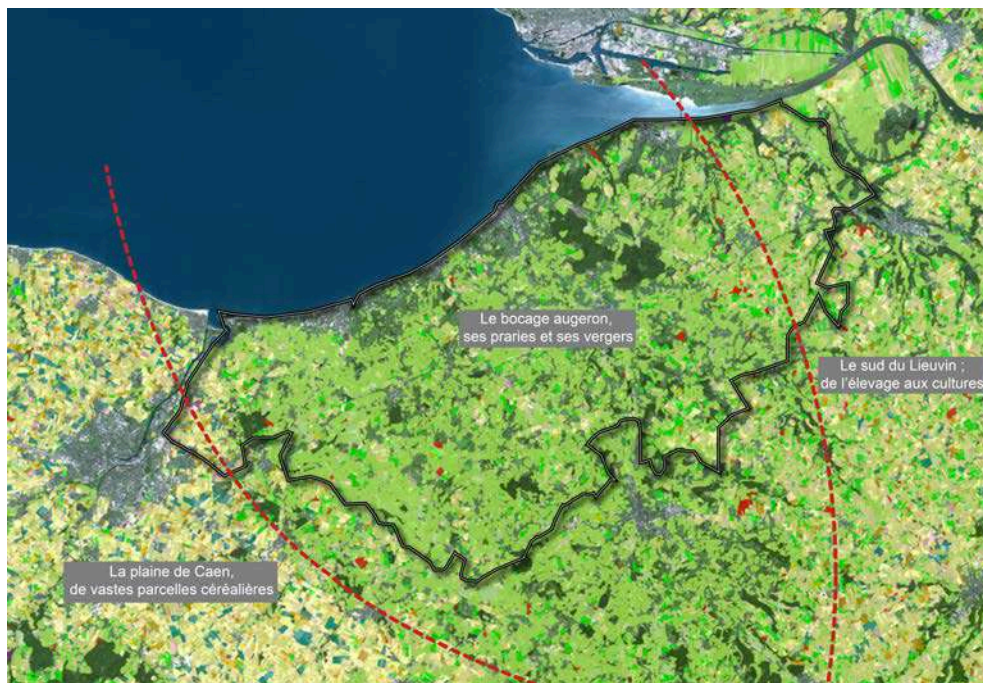 Le bocage augeron,
ses praries et ses vergers
Le sud du Lieuvin ;
de l'élevage aux cultures
La plaine de Caen,
de vastes parcelles céréalières